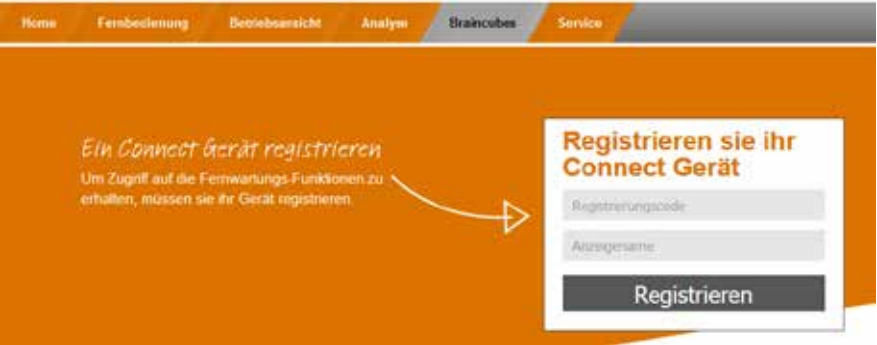 Home Fernbedienung Betriebsansicht Analyse Braincubes Service
Ein Connect Gerät registrieren
Um Zugriff auf die Fernwartungs-Funktionen zu
erhalten, müssen sie ihr Gerät registrieren.
Registrieren sie ihr
Connect Gerät
Registrierungscode
Anzeigename
Registrieren